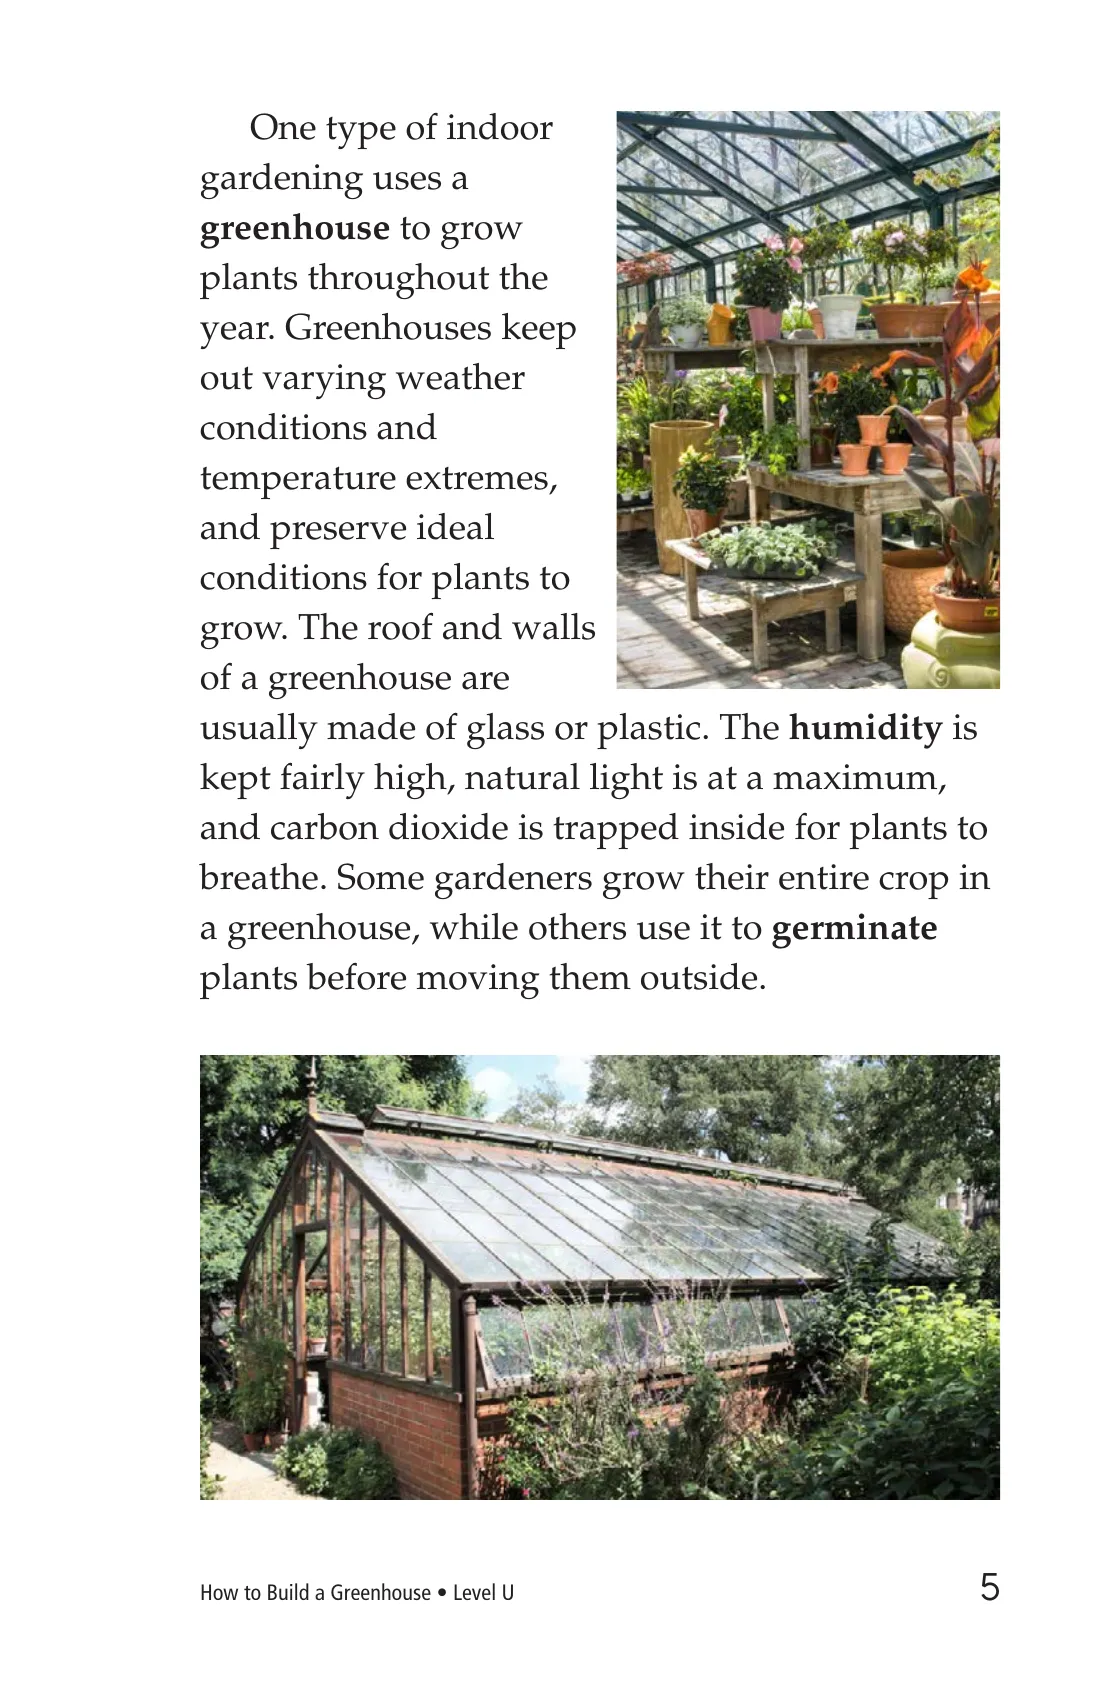 One type of indoor
gardening uses a
greenhouse to grow
plants throughout the
year. Greenhouses keep
out varying weather
conditions and
temperature extremes,
and preserve ideal
conditions for plants to
grow. The roof and walls
of a greenhouse are
usually made of glass or plastic. The humidity is
kept fairly high, natural light is at a maximum,
and carbon dioxide is trapped inside for plants to
breathe. Some gardeners grow their entire crop in
a greenhouse, while others use it to germinate
plants before moving them outside.
How to Build a Greenhouse • Level U
5